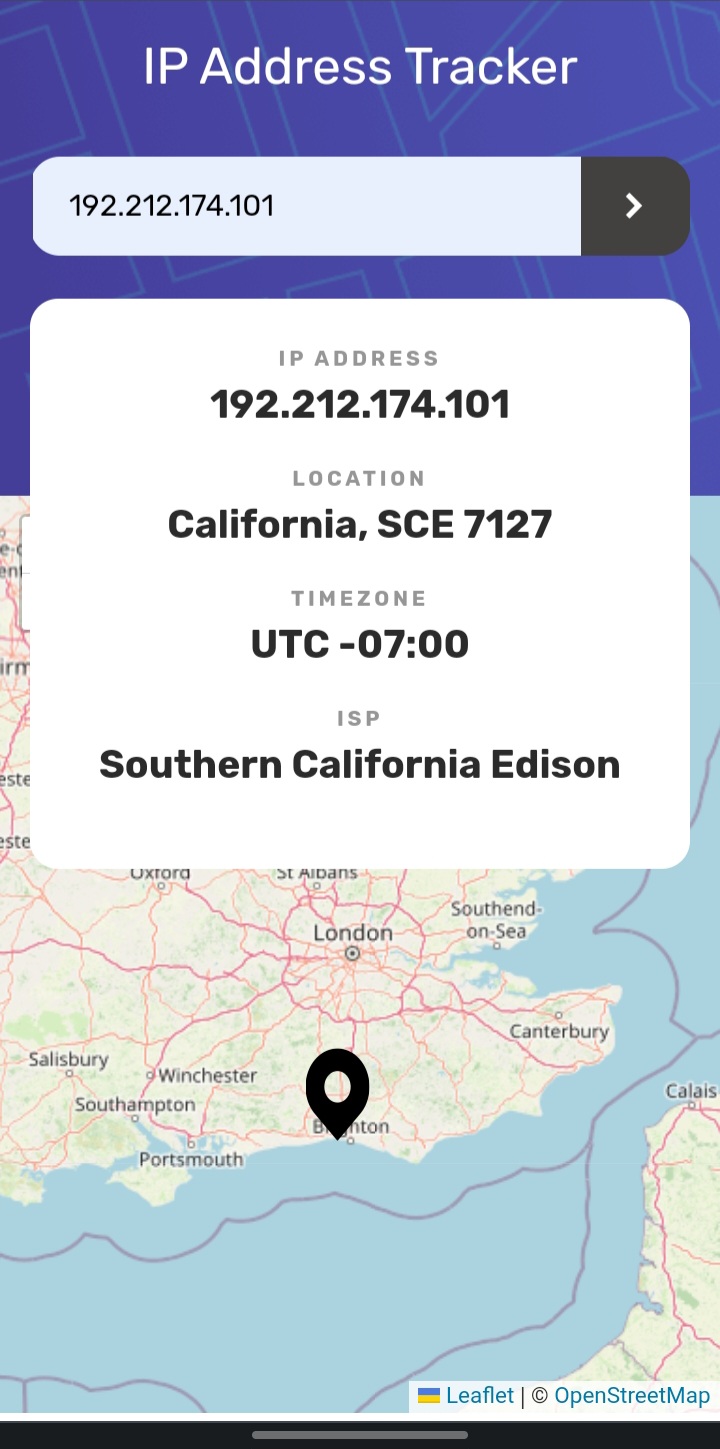 IP Address Tracker
192.212.174.101
IP ADDRESS
192.212.174.101
LOCATION
California, SCE 7127
TIMEZONE
UTC -07:00
ISP
Southern California Edison
Oxford
St Albans
Southend-
on-Sea
London
Canterbury
Salisbury
Winchester
Calais
Southampton
Portsmouth
Leaflet | © OpenStreetMap